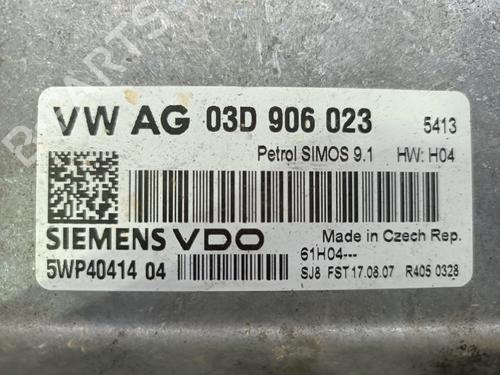 VW AG 03D 906 023 5413
Petrol SIMOS 9.1 HW: H04
SIEMENS VDO Made in Czech Rep.
5WP40414 04 61H04---
SJ8 FST 17.08.07 R405 0328